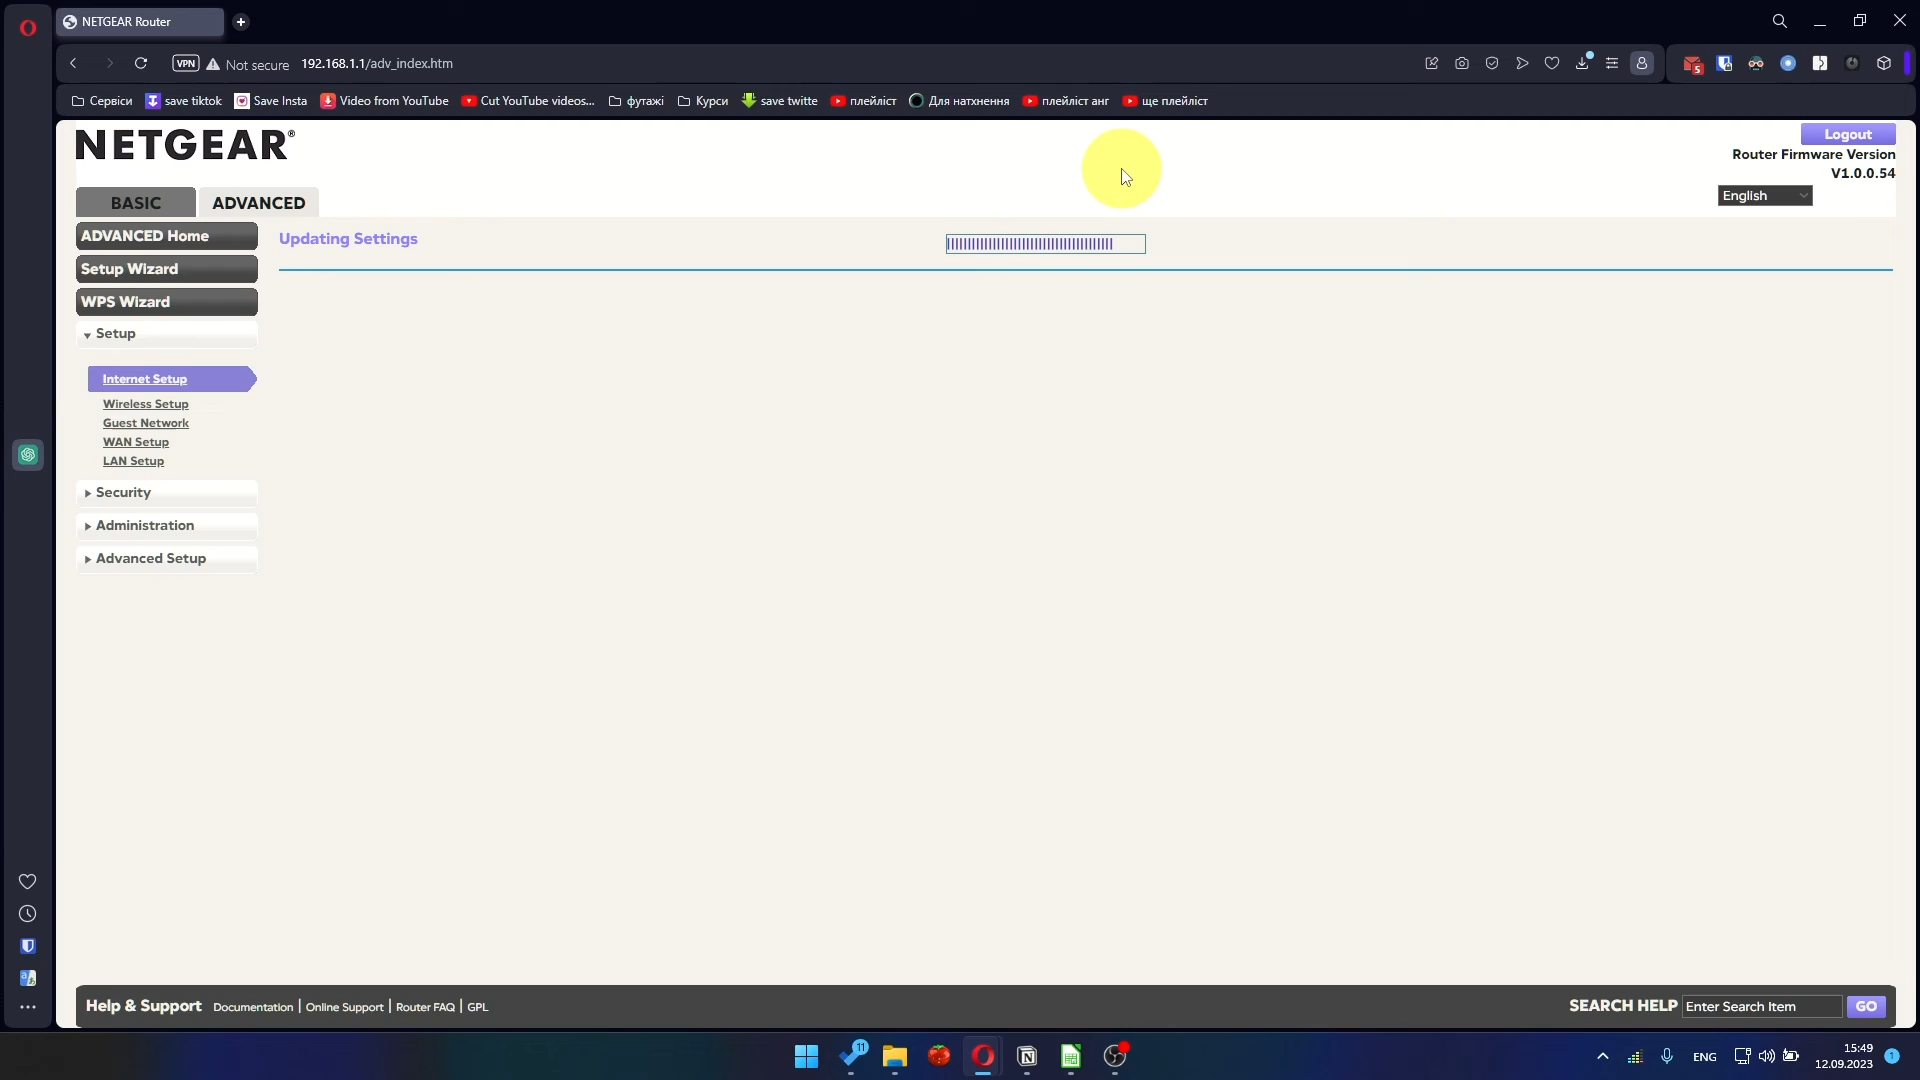 NETGEAR Router
VPN Not secure 192.168.1.1/adv_index.htm
5
Сервіси save tiktok Save Insta Video from YouTube Cut YouTube videos... футажі Курси save twitte плейліст Для натхнення плейліст анг ще плейліст
NETGEAR®
Logout
Router Firmware Version
V1.0.0.54
English
BASIC ADVANCED
ADVANCED Home
Updating Settings
Setup Wizard
WPS Wizard
Setup
Internet Setup
Wireless Setup
Guest Network
WAN Setup
LAN Setup
Security
Administration
Advanced Setup
Help & Support Documentation | Online Support | Router FAQ | GPL
SEARCH HELP Enter Search Item GO
11
ENG
15:49
12.09.2023
1